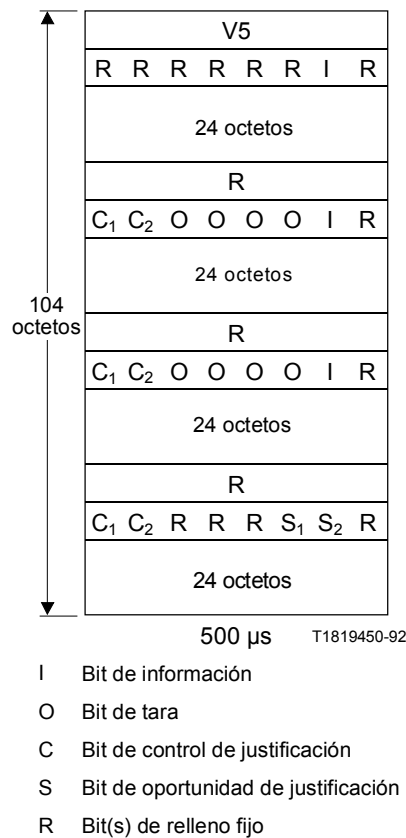 V5
R R R R R R I R
24 octetos
R
C₁ C₂ O O O O I R
24 octetos
104
octetos
R
C₁ C₂ O O O O I R
24 octetos
R
C₁ C₂ R R R S₁ S₂ R
24 octetos
500 µs T1819450-92
I Bit de información
O Bit de tara
C Bit de control de justificación
S Bit de oportunidad de justificación
R Bit(s) de relleno fijo